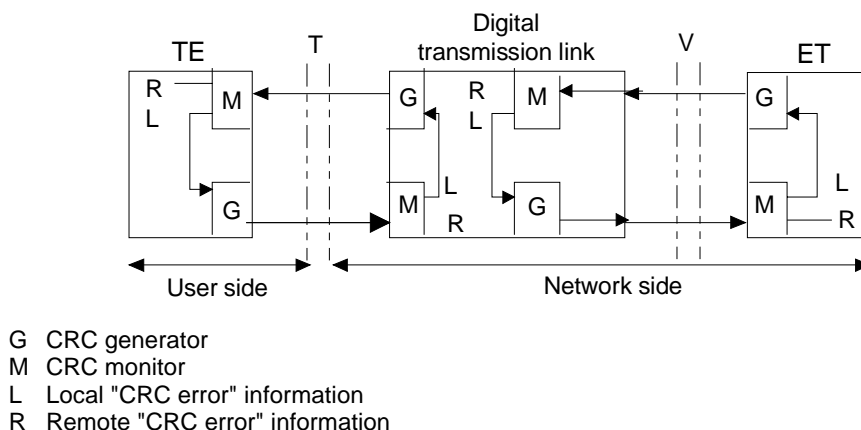 Digital
transmission link
TE
T
V
ET
R
M
G
R
M
G
L
L
L
L
G
M
R
G
M
R
User side
Network side
G CRC generator
M CRC monitor
L Local "CRC error" information
R Remote "CRC error" information